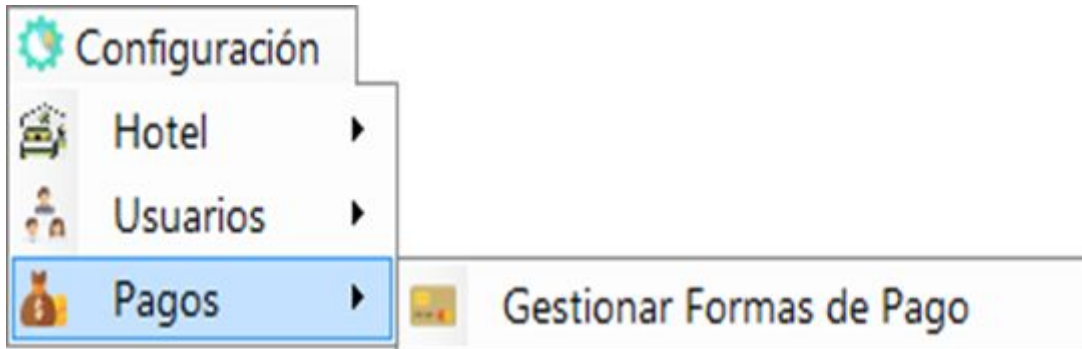 Configuración
Hotel
Usuarios
Pagos
Gestionar Formas de Pago